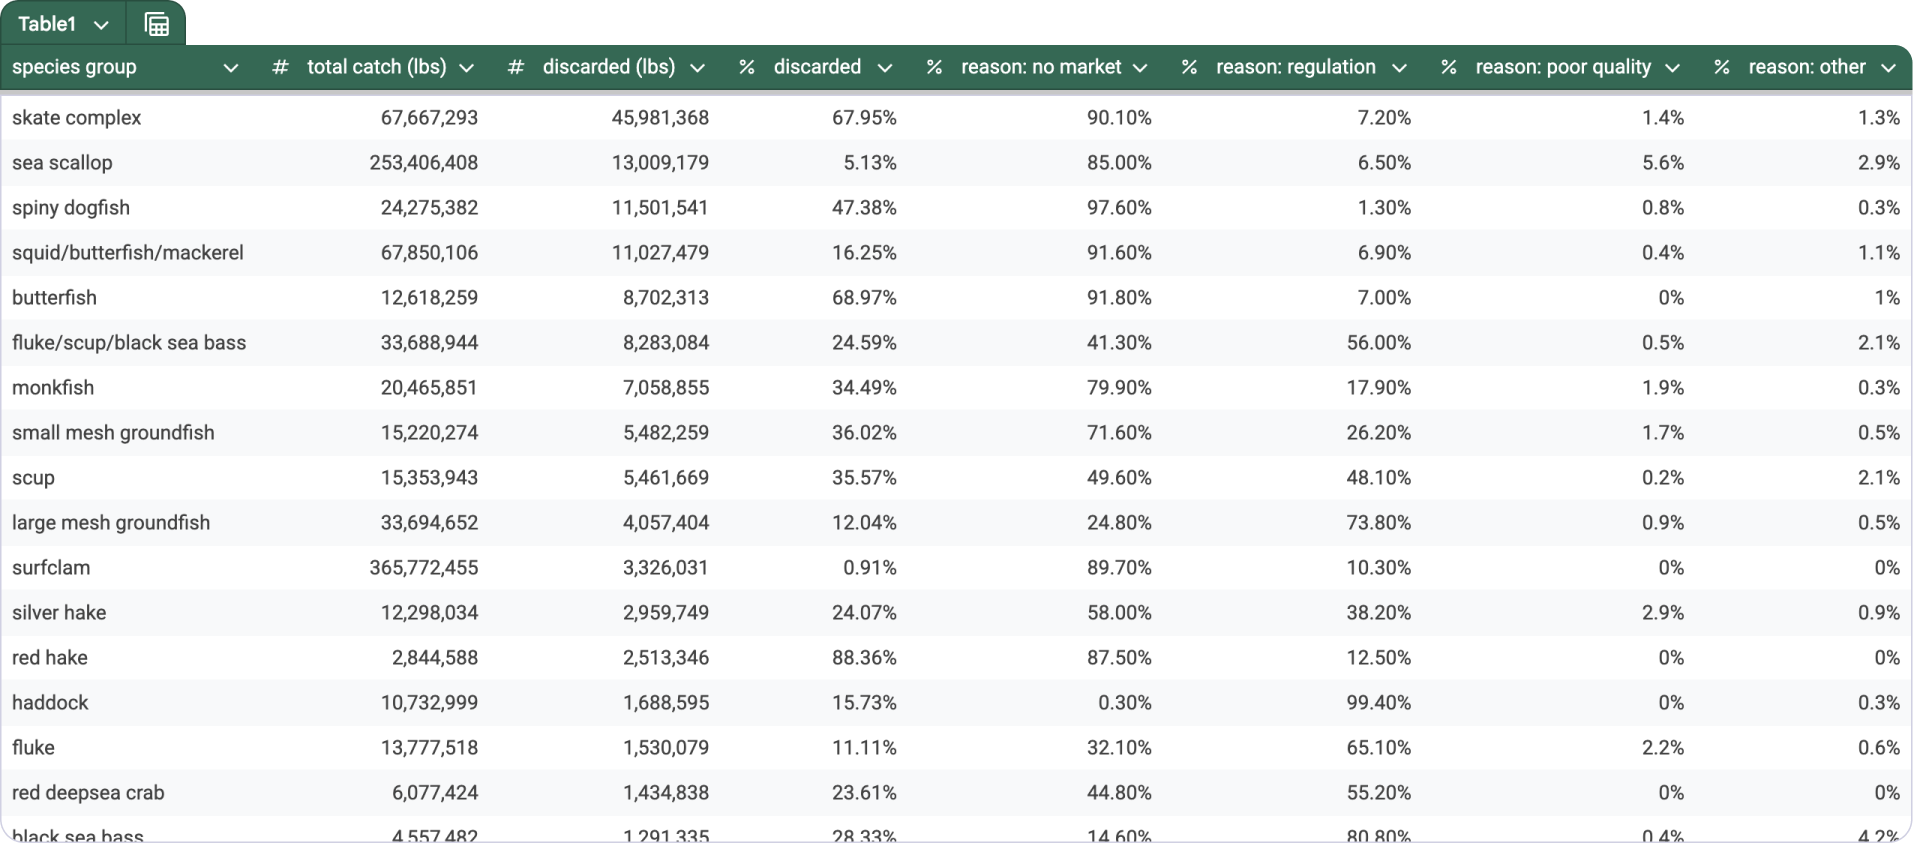 Table1
species group # total catch (lbs) # discarded (lbs) % discarded % reason: no market % reason: regulation % reason: poor quality % reason: other
skate complex 67,667,293 45,981,368 67.95% 90.10% 7.20% 1.4% 1.3%
sea scallop 253,406,408 13,009,179 5.13% 85.00% 6.50% 5.6% 2.9%
spiny dogfish 24,275,382 11,501,541 47.38% 97.60% 1.30% 0.8% 0.3%
squid/butterfish/mackerel 67,850,106 11,027,479 16.25% 91.60% 6.90% 0.4% 1.1%
butterfish 12,618,259 8,702,313 68.97% 91.80% 7.00% 0% 1%
fluke/scup/black sea bass 33,688,944 8,283,084 24.59% 41.30% 56.00% 0.5% 2.1%
monkfish 20,465,851 7,058,855 34.49% 79.90% 17.90% 1.9% 0.3%
small mesh groundfish 15,220,274 5,482,259 36.02% 71.60% 26.20% 1.7% 0.5%
scup 15,353,943 5,461,669 35.57% 49.60% 48.10% 0.2% 2.1%
large mesh groundfish 33,694,652 4,057,404 12.04% 24.80% 73.80% 0.9% 0.5%
surfclam 365,772,455 3,326,031 0.91% 89.70% 10.30% 0% 0%
silver hake 12,298,034 2,959,749 24.07% 58.00% 38.20% 2.9% 0.9%
red hake 2,844,588 2,513,346 88.36% 87.50% 12.50% 0% 0%
haddock 10,732,999 1,688,595 15.73% 0.30% 99.40% 0% 0.3%
fluke 13,777,518 1,530,079 11.11% 32.10% 65.10% 2.2% 0.6%
red deepsea crab 6,077,424 1,434,838 23.61% 44.80% 55.20% 0% 0%
black sea bass 4,557,482 1,291,335 28.33% 14.60% 80.80% 0.4% 4.2%